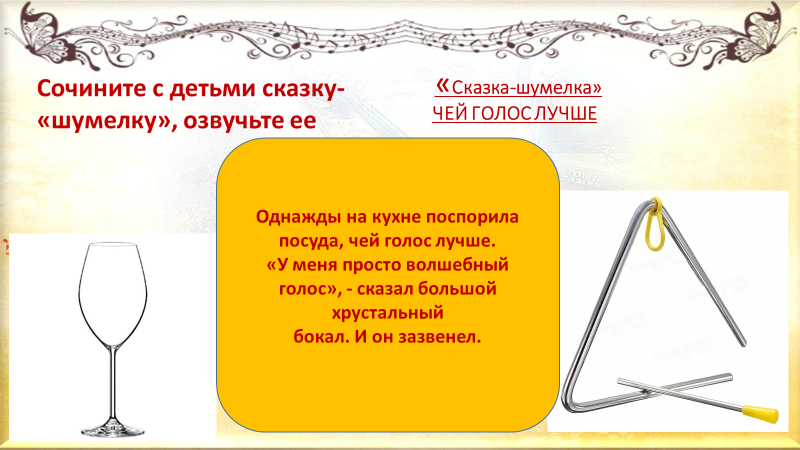 Сочините с детьми сказку-
«шумелку», озвучьте ее
«Сказка-шумелка»
ЧЕЙ ГОЛОС ЛУЧШЕ
Однажды на кухне поспорила
посуда, чей голос лучше.
«У меня просто волшебный
голос», - сказал большой
хрустальный
бокал. И он зазвенел.